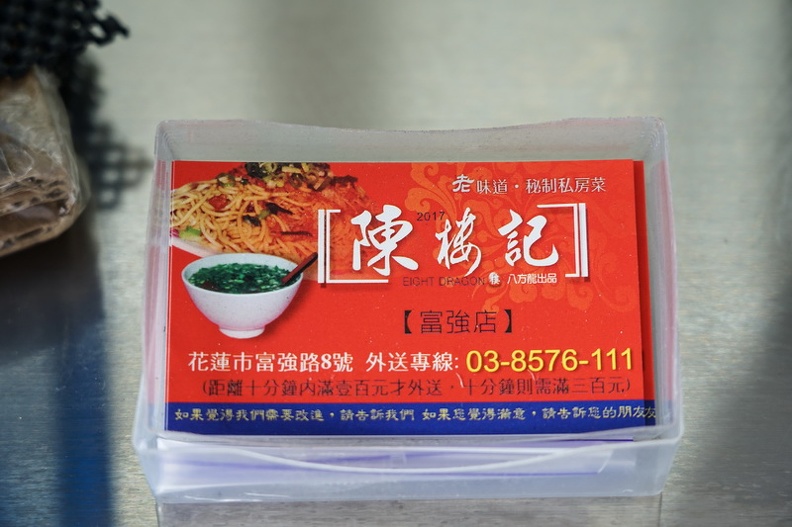 老味道·秘制私房菜
2017
陳樓記
EIGHT DRAGON 八方龍出品
【富強店】
花蓮市富強路8號 外送專線: 03-8576-111
(距離十分鐘內滿壹百元才外送，十分鐘則需滿三百元)
如果覺得我們需要改進，請告訴我們 如果您覺得滿意，請告訴您的朋友